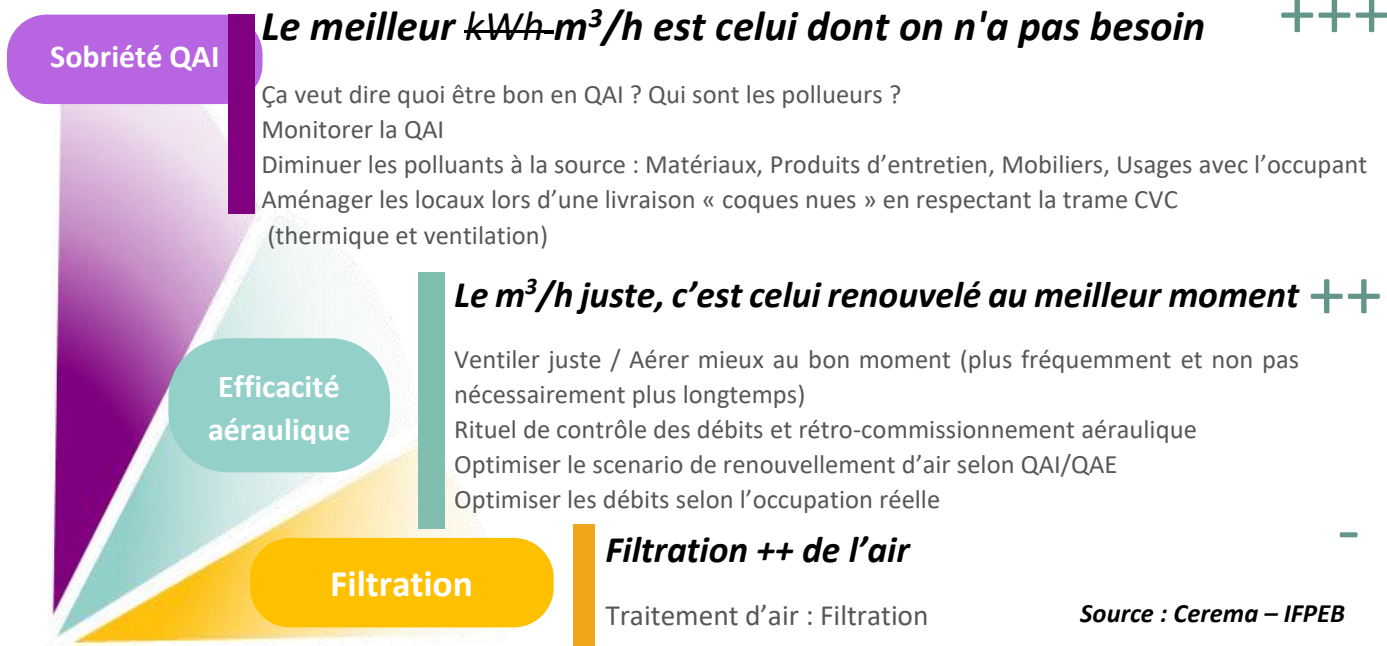 Sobriété QAI
Le meilleur kWh m³/h est celui dont on n'a pas besoin +++
Ça veut dire quoi être bon en QAI ? Qui sont les pollueurs ?
Monitorer la QAI
Diminuer les polluants à la source : Matériaux, Produits d’entretien, Mobiliers, Usages avec l’occupant
Aménager les locaux lors d’une livraison « coques nues » en respectant la trame CVC
(thermique et ventilation)
Efficacité
aéraulique
Le m³/h juste, c’est celui renouvelé au meilleur moment ++
Ventiler juste / Aérer mieux au bon moment (plus fréquemment et non pas
nécessairement plus longtemps)
Rituel de contrôle des débits et rétro-commissionnement aéraulique
Optimiser le scenario de renouvellement d’air selon QAI/QAE
Optimiser les débits selon l’occupation réelle
Filtration
Filtration ++ de l’air -
Traitement d’air : Filtration
Source : Cerema – IFPEB